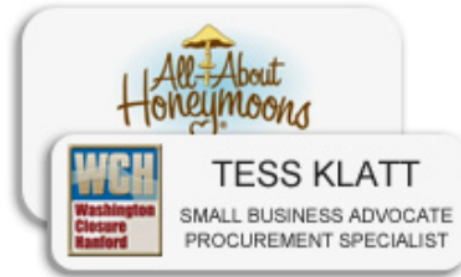 All About
Honeymoons
®
WCH
Washington
Closure
Hanford
TESS KLATT
SMALL BUSINESS ADVOCATE
PROCUREMENT SPECIALIST